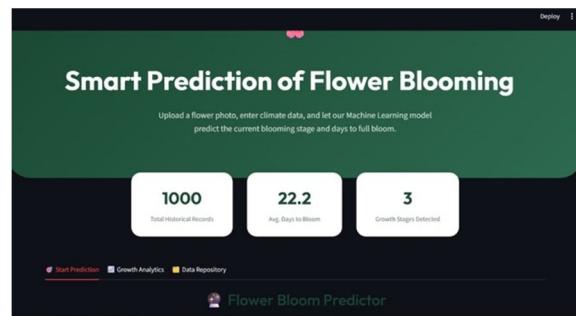 Deploy
Smart Prediction of Flower Blooming
Upload a flower photo, enter climate data, and let our Machine Learning model
predict the current blooming stage and days to full bloom.
1000
Total Historical Records
22.2
Avg. Days to Bloom
3
Growth Stages Detected
Start Prediction
Growth Analytics
Data Repository
Flower Bloom Predictor